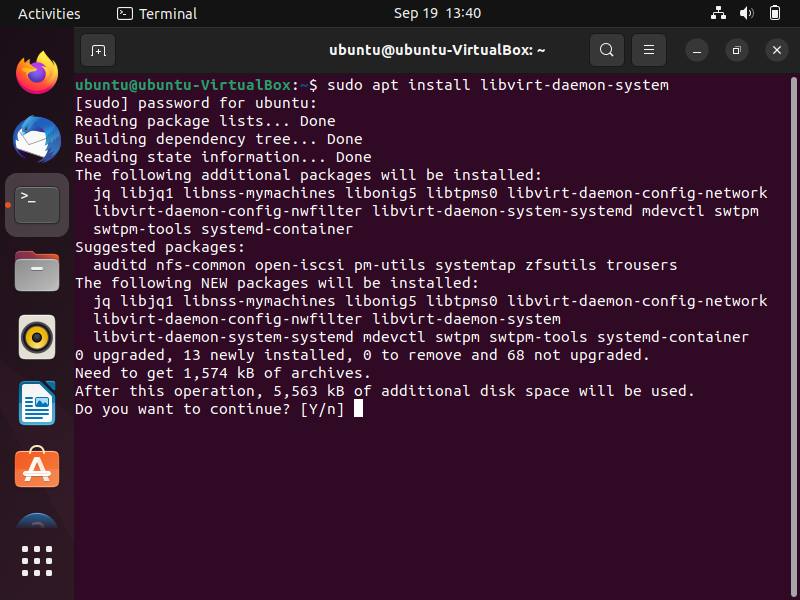 Activities
Terminal
Sep 19 13:40
ubuntu@ubuntu-VirtualBox: ~
ubuntu@ubuntu-VirtualBox:~$ sudo apt install libvirt-daemon-system
[sudo] password for ubuntu:
Reading package lists... Done
Building dependency tree... Done
Reading state information... Done
The following additional packages will be installed:
  jq libjq1 libnss-mymachines libonig5 libtpms0 libvirt-daemon-config-network
  libvirt-daemon-config-nwfilter libvirt-daemon-system-systemd mdevctl swtpm
  swtpm-tools systemd-container
Suggested packages:
  auditd nfs-common open-iscsi pm-utils systemtap zfsutils trousers
The following NEW packages will be installed:
  jq libjq1 libnss-mymachines libonig5 libtpms0 libvirt-daemon-config-network
  libvirt-daemon-config-nwfilter libvirt-daemon-system
  libvirt-daemon-system-systemd mdevctl swtpm swtpm-tools systemd-container
0 upgraded, 13 newly installed, 0 to remove and 68 not upgraded.
Need to get 1,574 kB of archives.
After this operation, 5,563 kB of additional disk space will be used.
Do you want to continue? [Y/n]